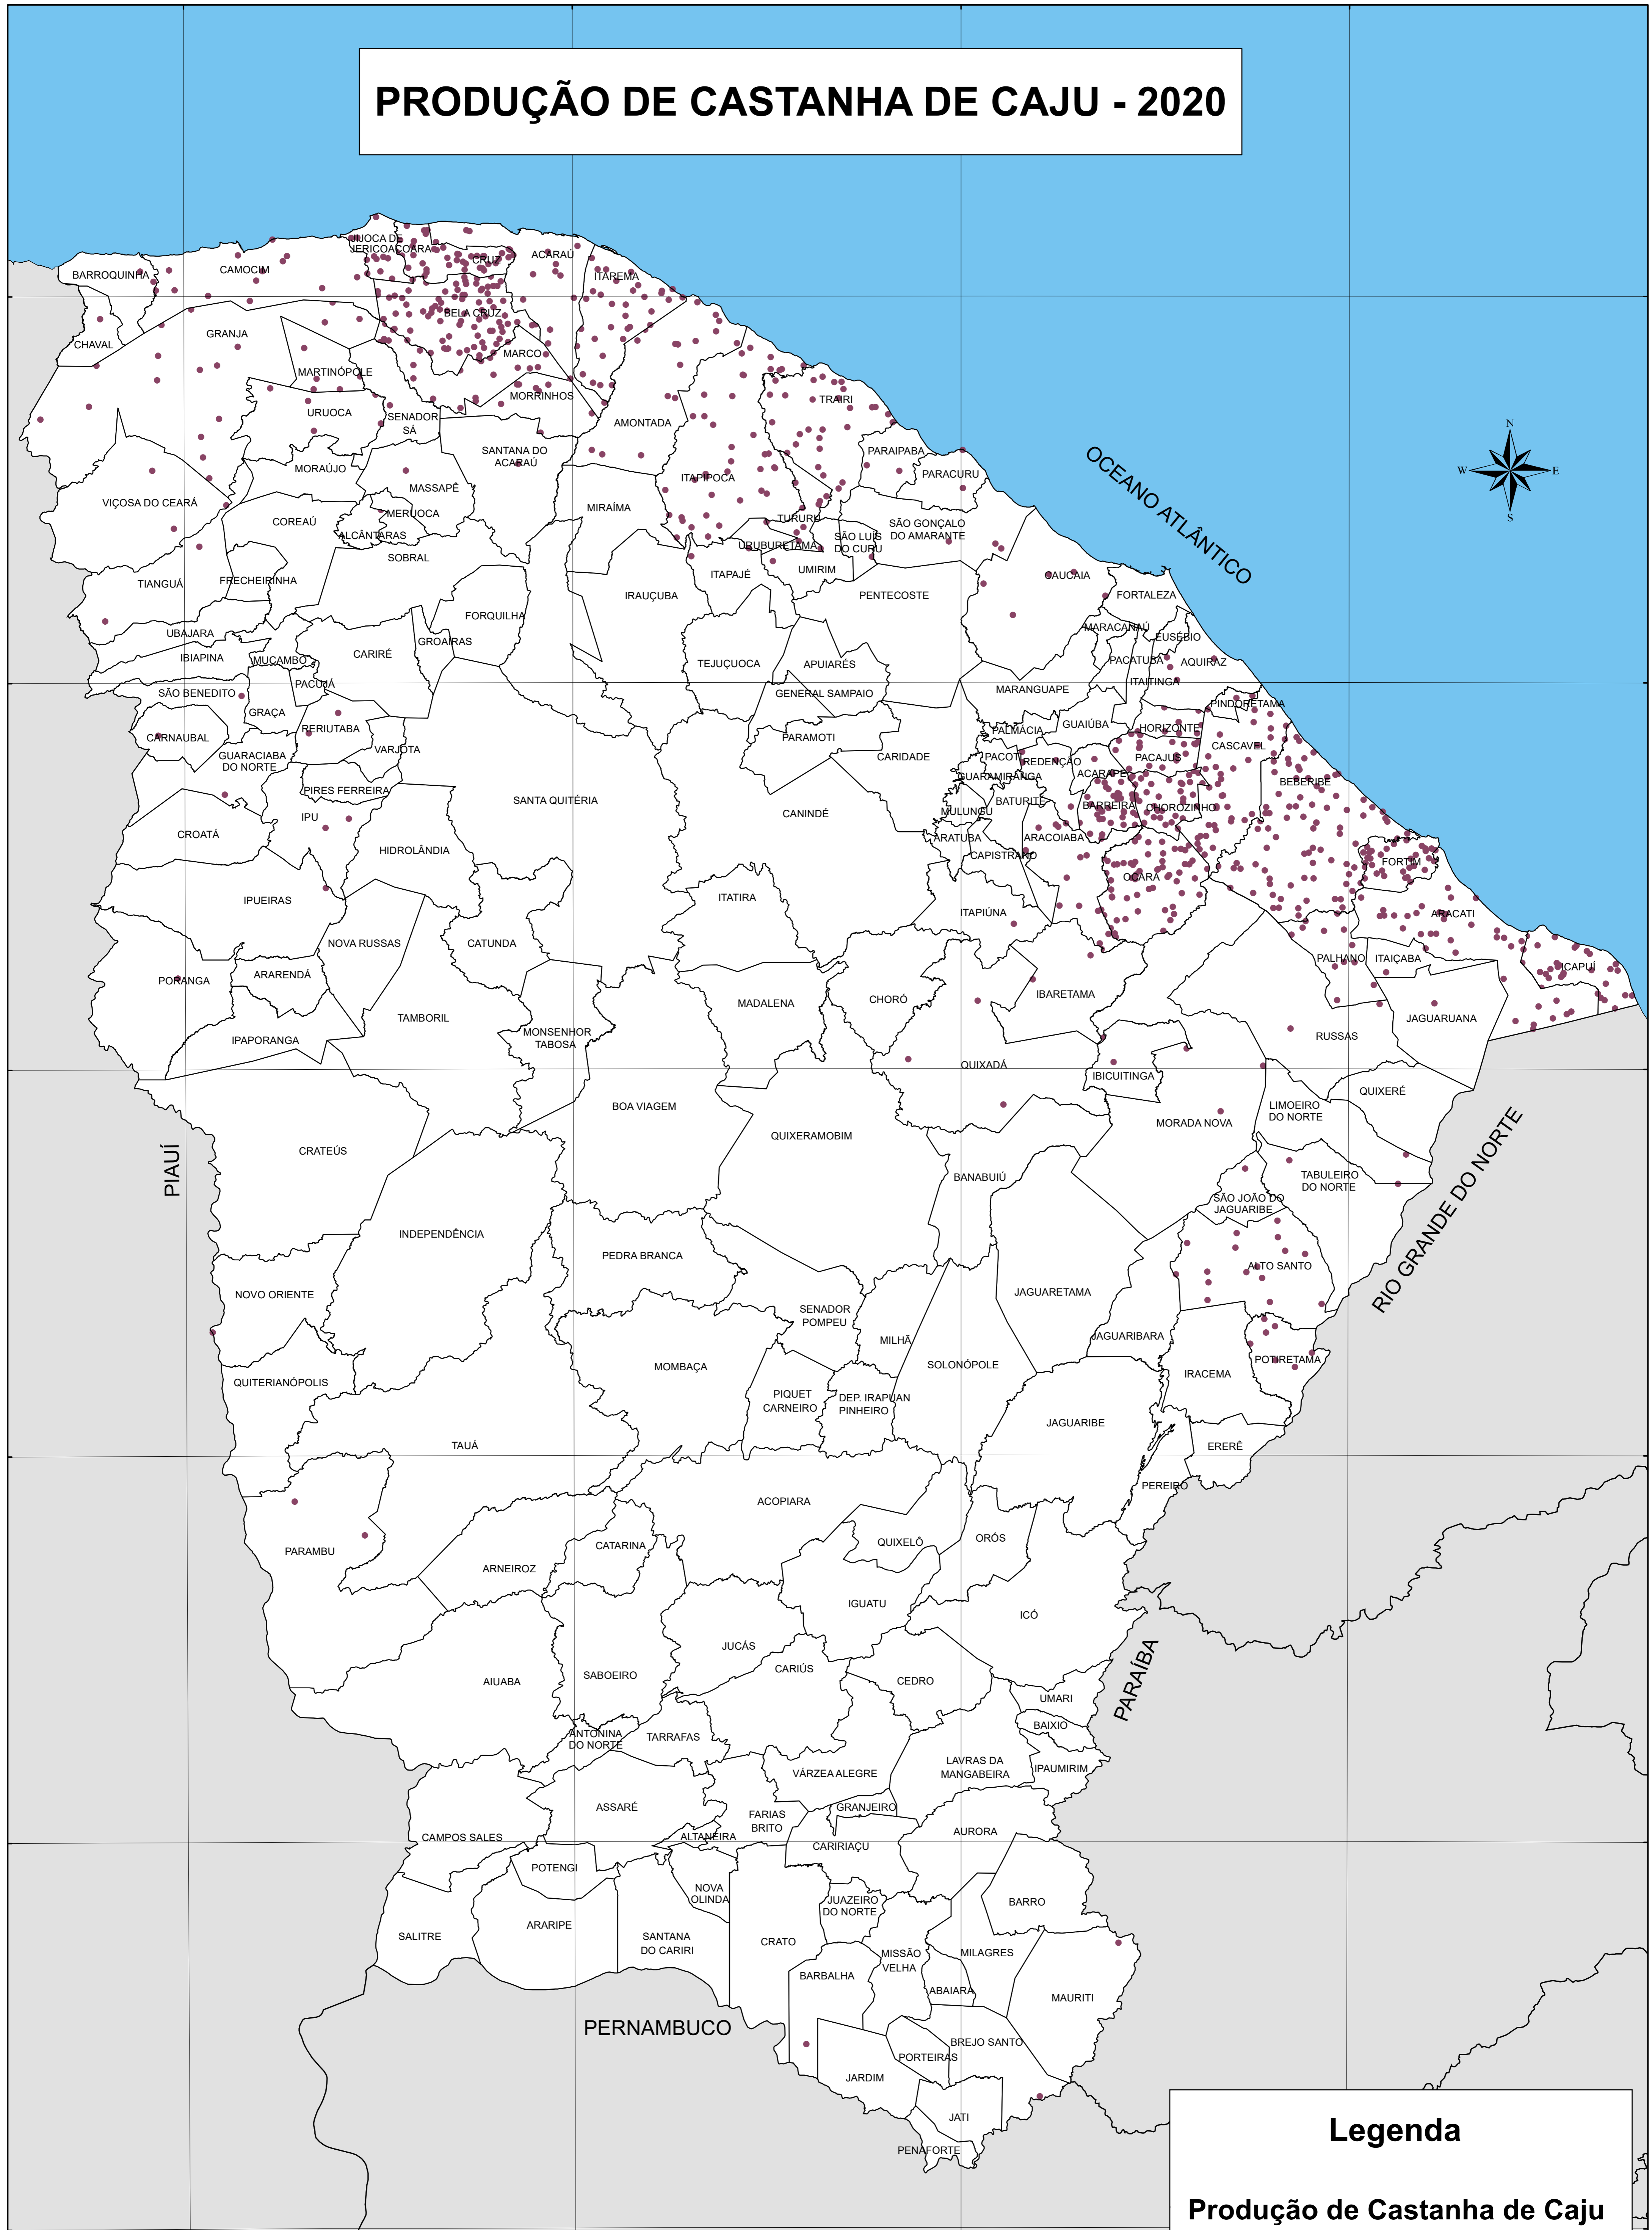 PRODUÇÃO DE CASTANHA DE CAJU - 2020
JIJOCA DE
JERICOACOARA
CRUZ
ACARAÚ
BARROQUINHA
CAMOCIM
ITAREMA
BELA CRUZ
GRANJA
CHAVAL
MARCO
MARTINÓPOLE
MORRINHOS
TRAIRI
URUOCA
SENADOR
SÁ
AMONTADA
SANTANA DO
ACARAÚ
PARAIPABA
OCEANO ATLÂNTICO
N
W
E
S
MORAÚJO
PARACURU
ITAPIPOCA
MASSAPÊ
VIÇOSA DO CEARÁ
MIRAÍMA
MERUOCA
TURURU
COREAÚ
SÃO GONÇALO
DO AMARANTE
ALCÂNTARAS
SÃO LUÍS
DO CURU
URUBURETAMA
SOBRAL
UMIRIM
ITAPAJÉ
TIANGUÁ
FRECHEIRINHA
CAUCAIA
IRAUÇUBA
PENTECOSTE
FORTALEZA
FORQUILHA
MARACANAÚ
EUSÉBIO
UBAJARA
GROAÍRAS
IBIAPINA
MUCAMBO
CARIRÉ
TEJUÇUOCA
APUIARÉS
PACATUBA
AQUIRAZ
PACUJÁ
ITAITINGA
SÃO BENEDITO
GENERAL SAMPAIO
MARANGUAPE
PINDORETAMA
GRAÇA
RERIUTABA
GUAIÚBA
HORIZONTE
CARNAUBAL
PARAMOTI
PALMÁCIA
VARJOTA
CASCAVEL
GUARACIABA
DO NORTE
CARIDADE
PACOTI
REDENÇÃO
PACAJUS
GUARAMIRANGA
ACARAPE
BEBERIBE
PIRES FERREIRA
SANTA QUITÉRIA
BATURITÉ
BARREIRA
CHOROZINHO
CANINDÉ
MULUNGU
IPU
CROATÁ
ARATUBA
ARACOIABA
HIDROLÂNDIA
CAPISTRANO
FORTIM
OCARA
IPUEIRAS
ITATIRA
ITAPIÚNA
ARACATI
NOVA RUSSAS
CATUNDA
PALHANO
ITAIÇABA
ICAPUÍ
PORANGA
ARARENDÁ
IBARETAMA
MADALENA
CHORÓ
TAMBORIL
JAGUARUANA
MONSENHOR
TABOSA
IPAPORANGA
RUSSAS
QUIXADÁ
IBICUITINGA
QUIXERÉ
BOA VIAGEM
LIMOEIRO
DO NORTE
QUIXERAMOBIM
MORADA NOVA
CRATEÚS
PIAUÍ
BANABUIÚ
TABULEIRO
DO NORTE
SÃO JOÃO DO
JAGUARIBE
RIO GRANDE DO NORTE
INDEPENDÊNCIA
PEDRA BRANCA
ALTO SANTO
NOVO ORIENTE
JAGUARETAMA
SENADOR
POMPEU
JAGUARIBARA
MILHÃ
SOLONÓPOLE
POTIRETAMA
MOMBAÇA
IRACEMA
QUITERIANÓPOLIS
PIQUET
CARNEIRO
DEP. IRAPUAN
PINHEIRO
JAGUARIBE
TAUÁ
ERERÊ
PEREIRO
ACOPIARA
PARAMBU
CATARINA
QUIXELÔ
ORÓS
ARNEIROZ
IGUATU
ICÓ
JUCÁS
PARAÍBA
CARIÚS
AIUABA
SABOEIRO
CEDRO
UMARI
BAIXIO
ANTONINA
DO NORTE
TARRAFAS
LAVRAS DA
MANGABEIRA
IPAUMIRIM
VÁRZEA ALEGRE
ASSARÉ
GRANJEIRO
FARIAS
BRITO
AURORA
CAMPOS SALES
ALTANEIRA
CARIRIAÇU
POTENGI
NOVA
OLINDA
JUAZEIRO
DO NORTE
BARRO
ARARIPE
SALITRE
SANTANA
DO CARIRI
CRATO
MISSÃO
VELHA
MILAGRES
BARBALHA
ABAIARA
MAURITI
PERNAMBUCO
BREJO SANTO
PORTEIRAS
JARDIM
JATI
PENAFORTE
Legenda
Produção de Castanha de Caju